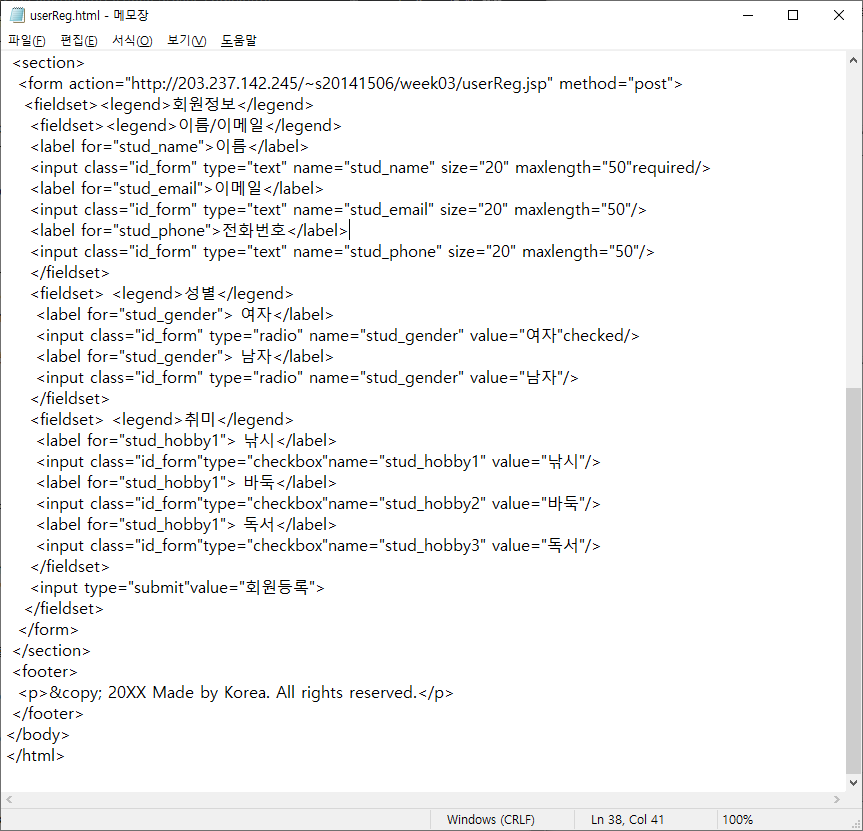 userReg.html - 메모장
파일(F) 편집(E) 서식(O) 보기(V) 도움말
<section>
<form action="http://203.237.142.245/~s20141506/week03/userReg.jsp" method="post">
<fieldset><legend>회원정보</legend>
<fieldset><legend>이름/이메일</legend>
<label for="stud_name">이름</label>
<input class="id_form" type="text" name="stud_name" size="20" maxlength="50"required/>
<label for="stud_email">이메일</label>
<input class="id_form" type="text" name="stud_email" size="20" maxlength="50"/>
<label for="stud_phone">전화번호</label>
<input class="id_form" type="text" name="stud_phone" size="20" maxlength="50"/>
</fieldset>
<fieldset> <legend>성별</legend>
<label for="stud_gender"> 여자</label>
<input class="id_form" type="radio" name="stud_gender" value="여자"checked/>
<label for="stud_gender"> 남자</label>
<input class="id_form" type="radio" name="stud_gender" value="남자"/>
</fieldset>
<fieldset> <legend>취미</legend>
<label for="stud_hobby1"> 낚시</label>
<input class="id_form"type="checkbox"name="stud_hobby1" value="낚시"/>
<label for="stud_hobby1"> 바둑</label>
<input class="id_form"type="checkbox"name="stud_hobby2" value="바둑"/>
<label for="stud_hobby1"> 독서</label>
<input class="id_form"type="checkbox"name="stud_hobby3" value="독서"/>
</fieldset>
<input type="submit"value="회원등록">
</fieldset>
</form>
</section>
<footer>
<p>&copy; 20XX Made by Korea. All rights reserved.</p>
</footer>
</body>
</html>
Windows (CRLF) Ln 38, Col 41 100%